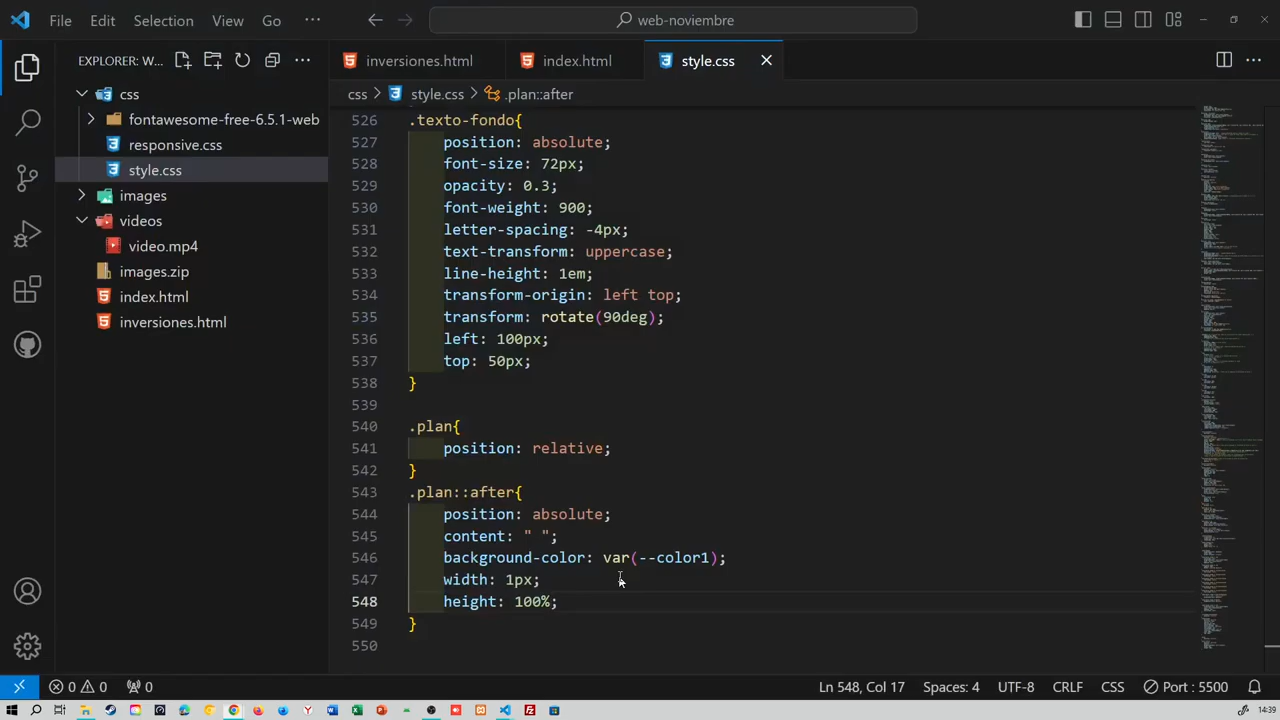 File Edit Selection View Go ··· web-noviembre
EXPLORER: W... ···
inversiones.html index.html style.css
css > style.css > .plan::after
css
fontawesome-free-6.5.1-web
responsive.css
style.css
images
videos
video.mp4
images.zip
index.html
inversiones.html
526 .texto-fondo{
527 position: abolute;
528 font-size: 72px;
529 opacity: 0.3;
530 font-weight: 900;
531 letter-spacing: -4px;
532 text-transform: uppercase;
533 line-height: 1em;
534 transform-origin: left top;
535 transform: rotate(90deg);
536 left: 100px;
537 top: 50px;
538 }
539
540 .plan{
541 position: relative;
542 }
543 .plan::after{
544 position: absolute;
545 content: " ";
546 background-color: var(--color1);
547 width: 1px;
548 height: 00%;
549 }
550
0 0 0 Ln 548, Col 17 Spaces: 4 UTF-8 CRLF CSS Port : 5500
14:39